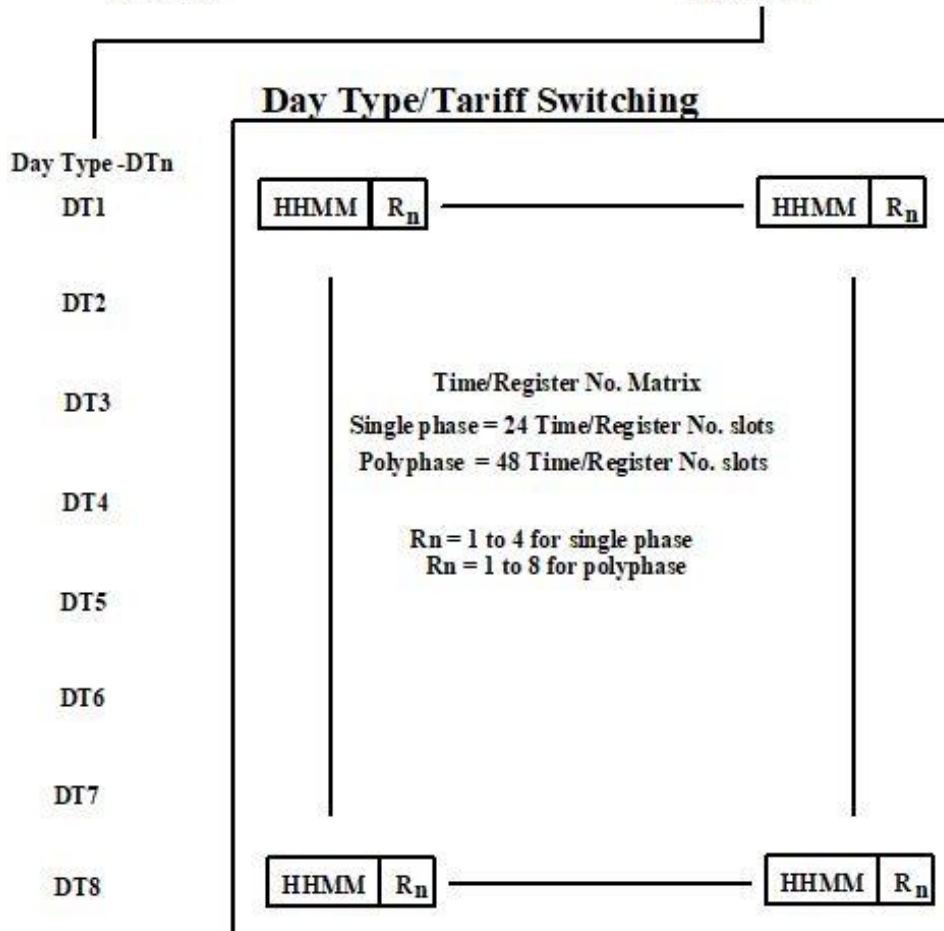 Day Type/Tariff Switching
Day Type -DTn
DT1
HHMM Rn
HHMM Rn
DT2
DT3
Time/Register No. Matrix
Single phase = 24 Time/Register No. slots
Polyphase = 48 Time/Register No. slots
DT4
Rn = 1 to 4 for single phase
Rn = 1 to 8 for polyphase
DT5
DT6
DT7
DT8
HHMM Rn
HHMM Rn